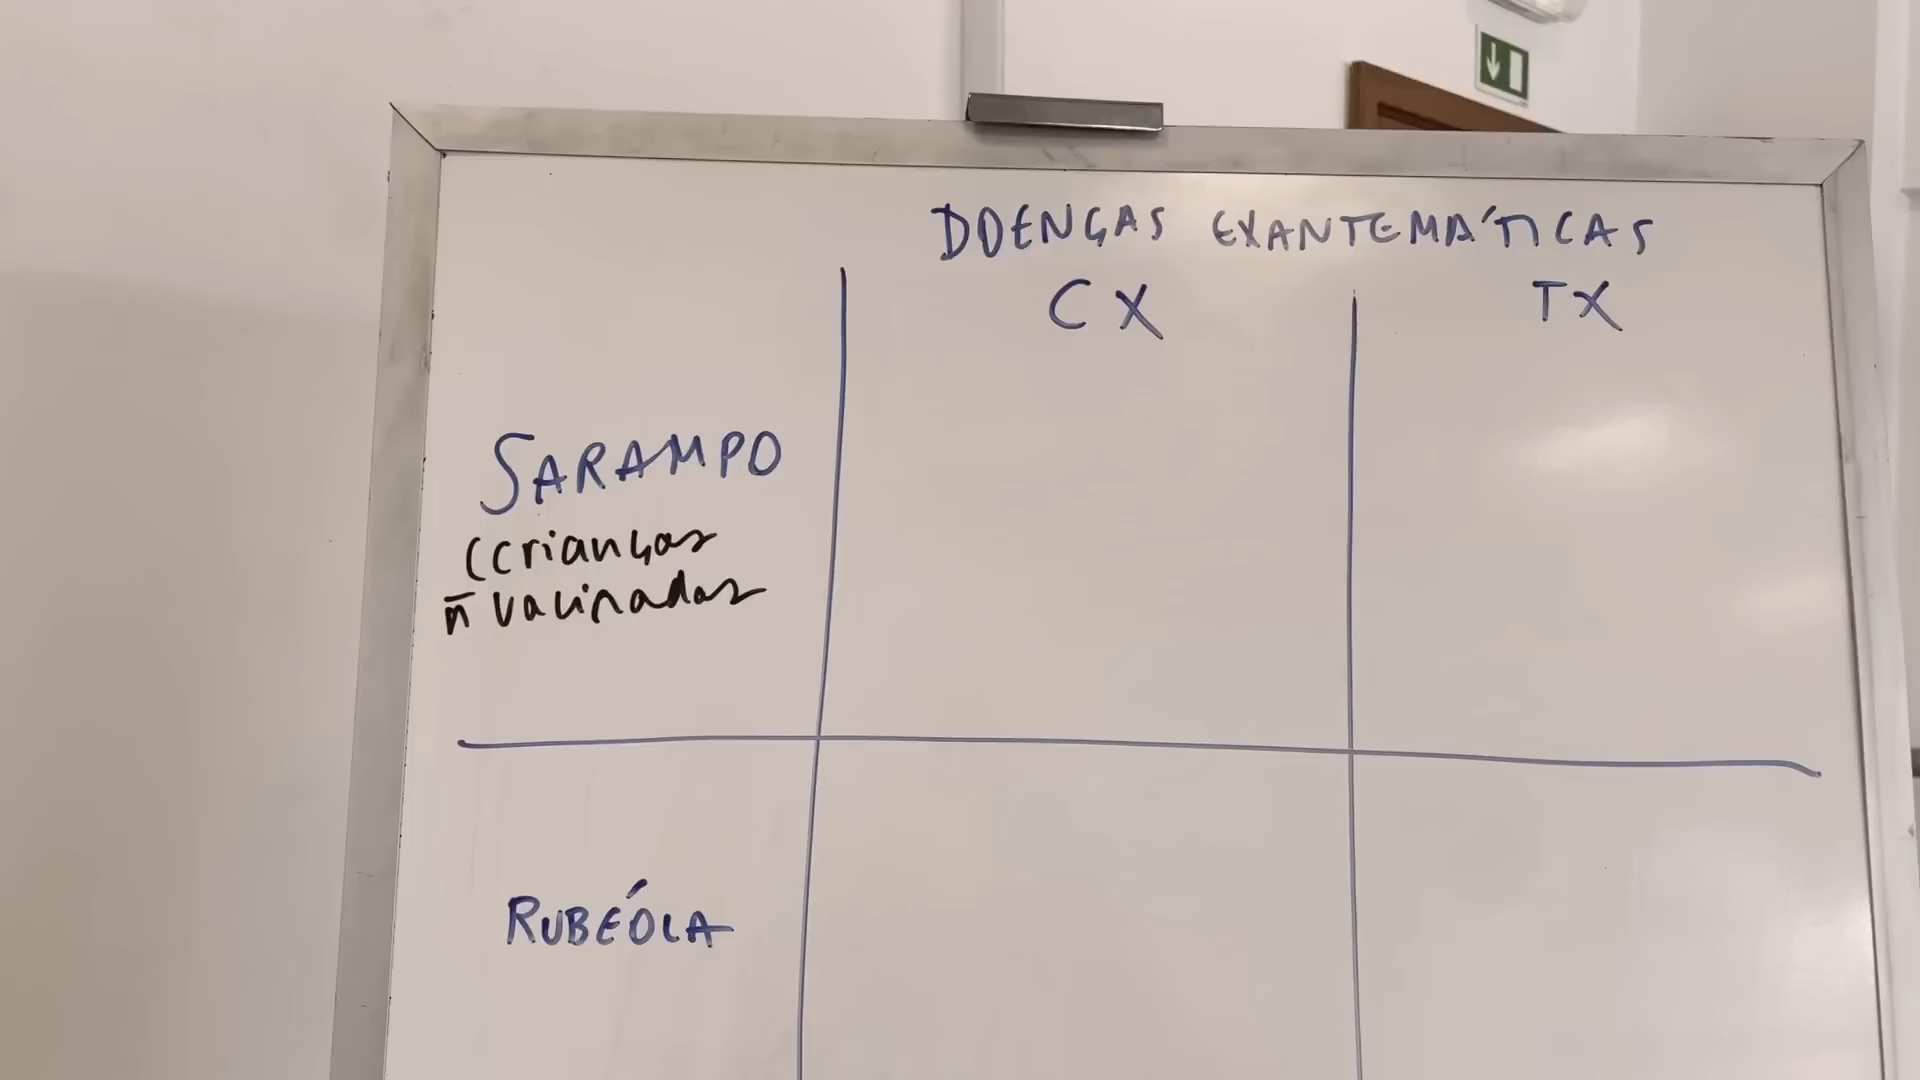 DOENÇAS EXANTEMÁTICAS
CX TX
SARAMPO
(crianças
n̄ vacinadas
RUBÉOLA